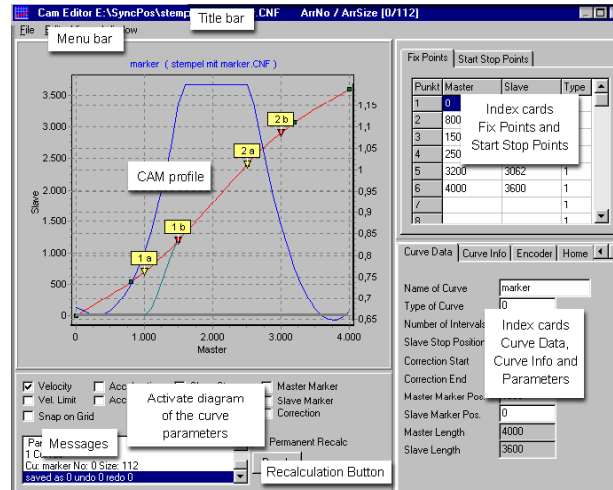 Cam Editor E:\SyncPos\stemp .CNF ArrNo / ArrSize [0/112]
Title bar
File
Menu bar
marker ( stempel mit marker.CNF )
3.500
3.000
2.500
2.000
1.500
1.000
500
0
Slave
1,15
1,1
1,05
1
0,95
0,9
0,85
0,8
0,75
0,7
0,65
2 b
2 a
CAM profile
1 b
1 a
0
1.000
2.000
3.000
4.000
Master
Fix Points
Start Stop Points
Punkt Master Slave Type
1 0
2 800
3 150
4 250
5 3200 3062 1
6 4000 3600 1
7 1
8 1
Index cards
Fix Points and
Start Stop Points
Curve Data Curve Info Encoder Home
Name of Curve marker
Type of Curve 0
Number of Intervals
Slave Stop Position
Correction Start
Correction End
Master Marker Pos.
Slave Marker Pos. 0
Master Length 4000
Slave Length 3600
Index cards
Curve Data,
Curve Info and
Parameters
Velocity
Master Marker
Vel. Limit
Slave Marker
Snap on Grid
Correction
Activate diagram
of the curve
parameters
Messages
Permanent Recalc
1 Cu
Cu: marker No: 0 Size: 112
saved as 0 undo 0 redo 0
Recalculation Button